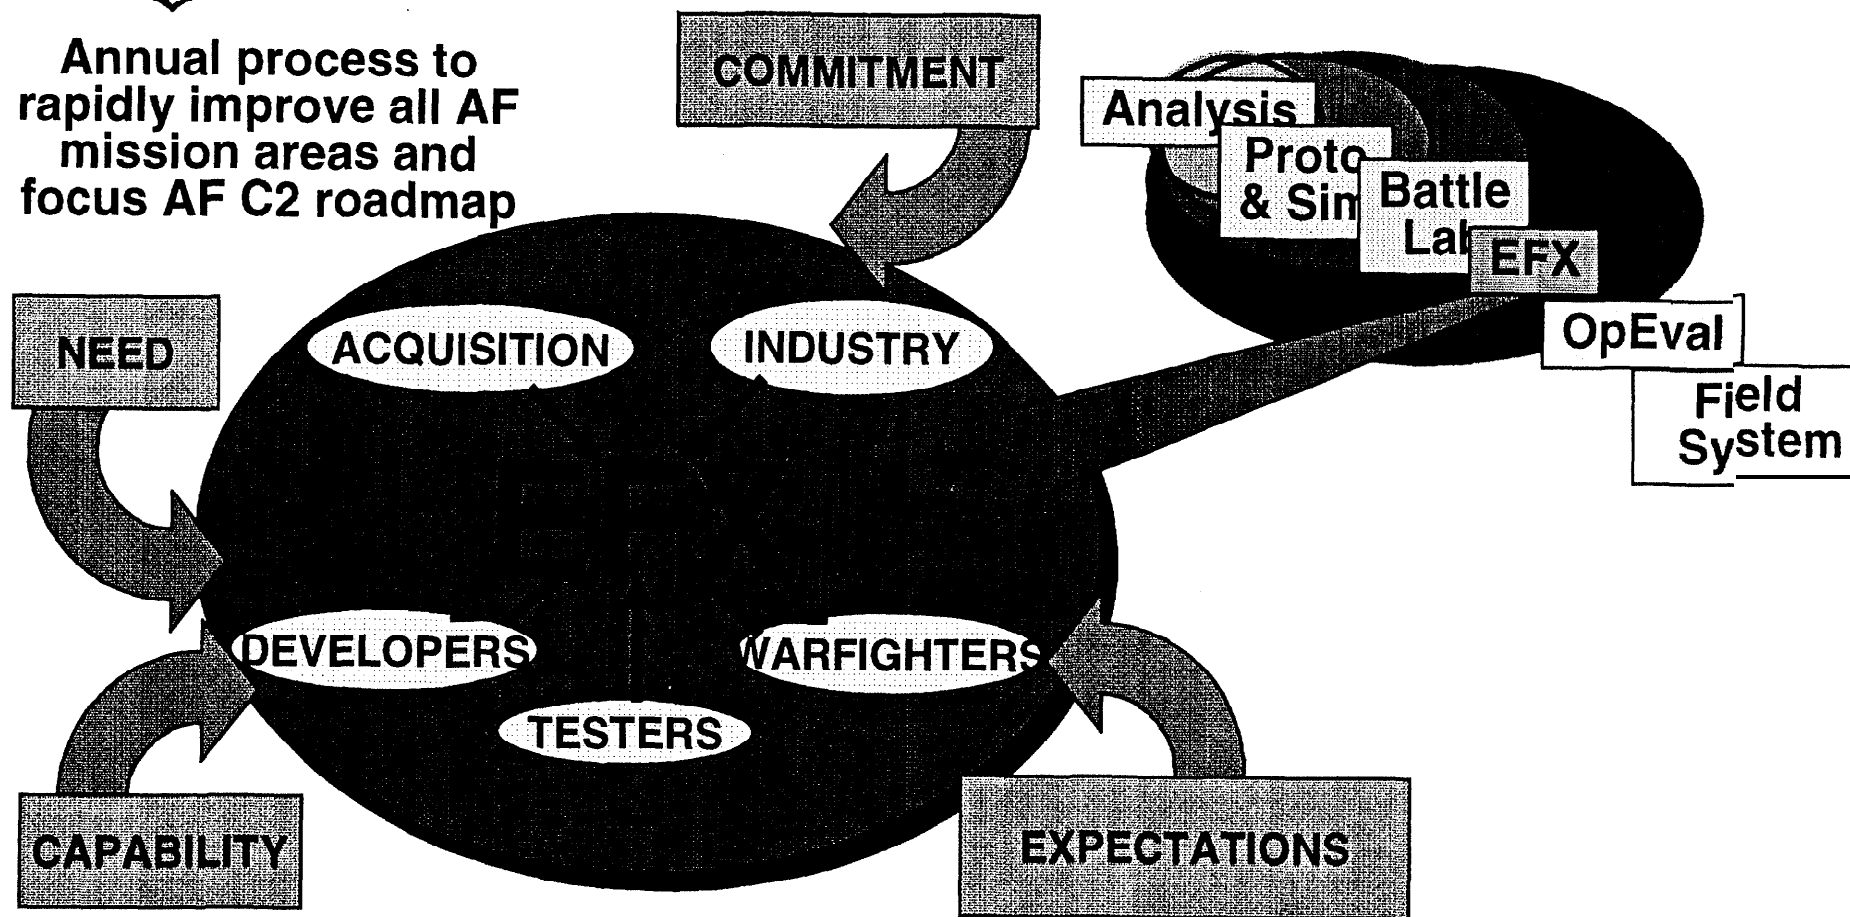 Annual process to
rapidly improve all AF
mission areas and
focus AF C2 roadmap
COMMITMENT
Analysis
Proto
& Sim
Battle
Lab
EFX
OpEval
Field
System
NEED
ACQUISITION
INDUSTRY
EFX
DEVELOPERS
WARFIGHTERS
TESTERS
CAPABILITY
EXPECTATIONS